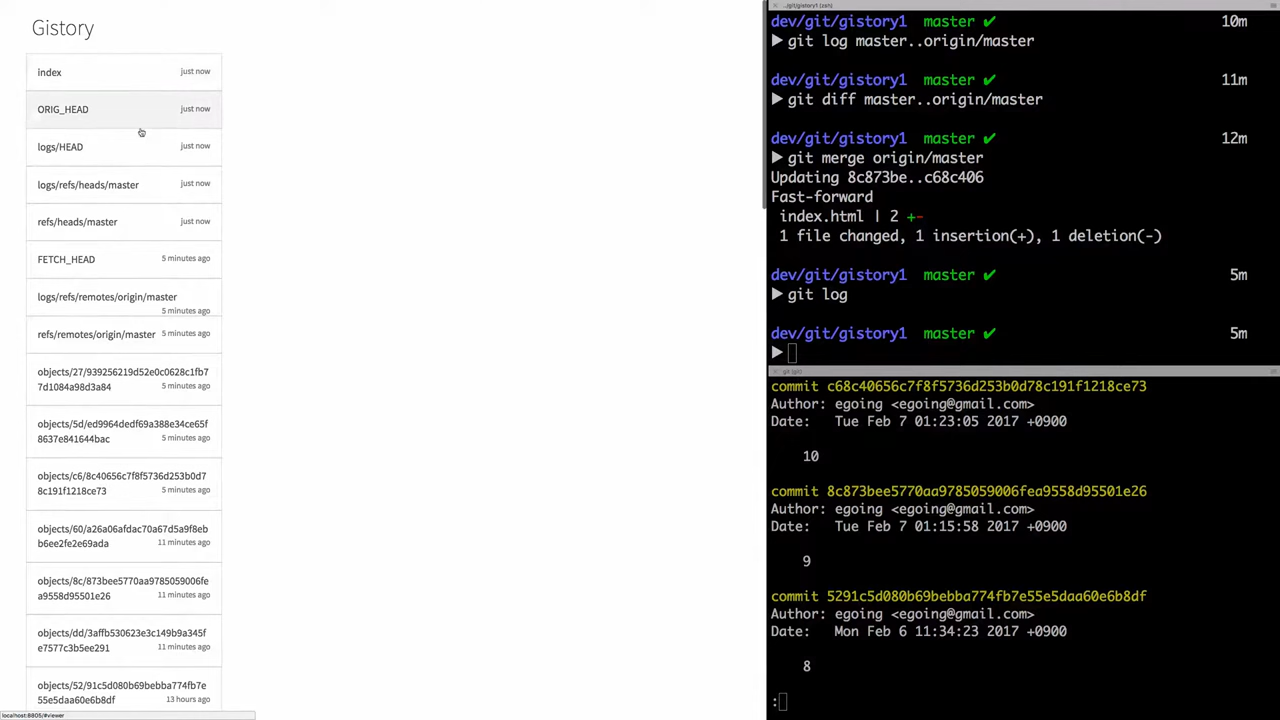 Gistory
index just now
ORIG_HEAD just now
logs/HEAD just now
logs/refs/heads/master just now
refs/heads/master just now
FETCH_HEAD 5 minutes ago
logs/refs/remotes/origin/master
5 minutes ago
refs/remotes/origin/master 5 minutes ago
objects/27/939256219d52e0c0628c1fb7
7d1084a98d3a84 5 minutes ago
objects/5d/ed9964dedf69a388e34ce65f
8637e841644bac 5 minutes ago
objects/c6/8c40656c7f8f5736d253b0d7
8c191f1218ce73 5 minutes ago
objects/60/a26a06afdac70a67d5a9f8eb
b6ee2fe2e69ada 11 minutes ago
objects/8c/873bee5770aa9785059006fe
a9558d95501e26 11 minutes ago
objects/dd/3affb530623e3c149b9a345f
e7577c3b5ee291 11 minutes ago
objects/52/91c5d080b69bebba774fb7e
55e5daa60e6b8df 13 hours ago
localhost:8805/#viewer
../git/gistory1 (zsh)
dev/git/gistory1 master ✔ 10m
▶ git log master..origin/master
dev/git/gistory1 master ✔ 11m
▶ git diff master..origin/master
dev/git/gistory1 master ✔ 12m
▶ git merge origin/master
Updating 8c873be..c68c406
Fast-forward
index.html | 2 +-
1 file changed, 1 insertion(+), 1 deletion(-)
dev/git/gistory1 master ✔ 5m
▶ git log
dev/git/gistory1 master ✔ 5m
▶
git (git)
commit c68c40656c7f8f5736d253b0d78c191f1218ce73
Author: egoing <egoing@gmail.com>
Date: Tue Feb 7 01:23:05 2017 +0900
10
commit 8c873bee5770aa9785059006fea9558d95501e26
Author: egoing <egoing@gmail.com>
Date: Tue Feb 7 01:15:58 2017 +0900
9
commit 5291c5d080b69bebba774fb7e55e5daa60e6b8df
Author: egoing <egoing@gmail.com>
Date: Mon Feb 6 11:34:23 2017 +0900
8
: